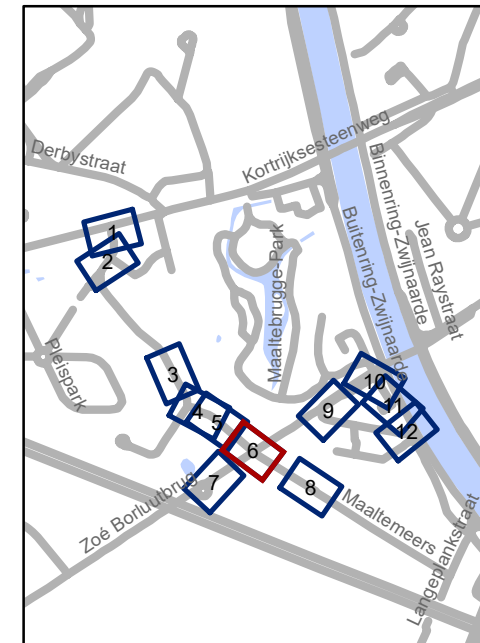 Kortrijksesteenweg
Derbystraat
Binnenring-Zwijnaarde
Buitenring-Zwijnaarde
Jean Raystraat
Maaltebrugge-Park
1
2
Pleispark
3
4
5
6
7
8
9
10
11
12
Zoé Borluutbrug
Maaltemeers
Langeplankstraat